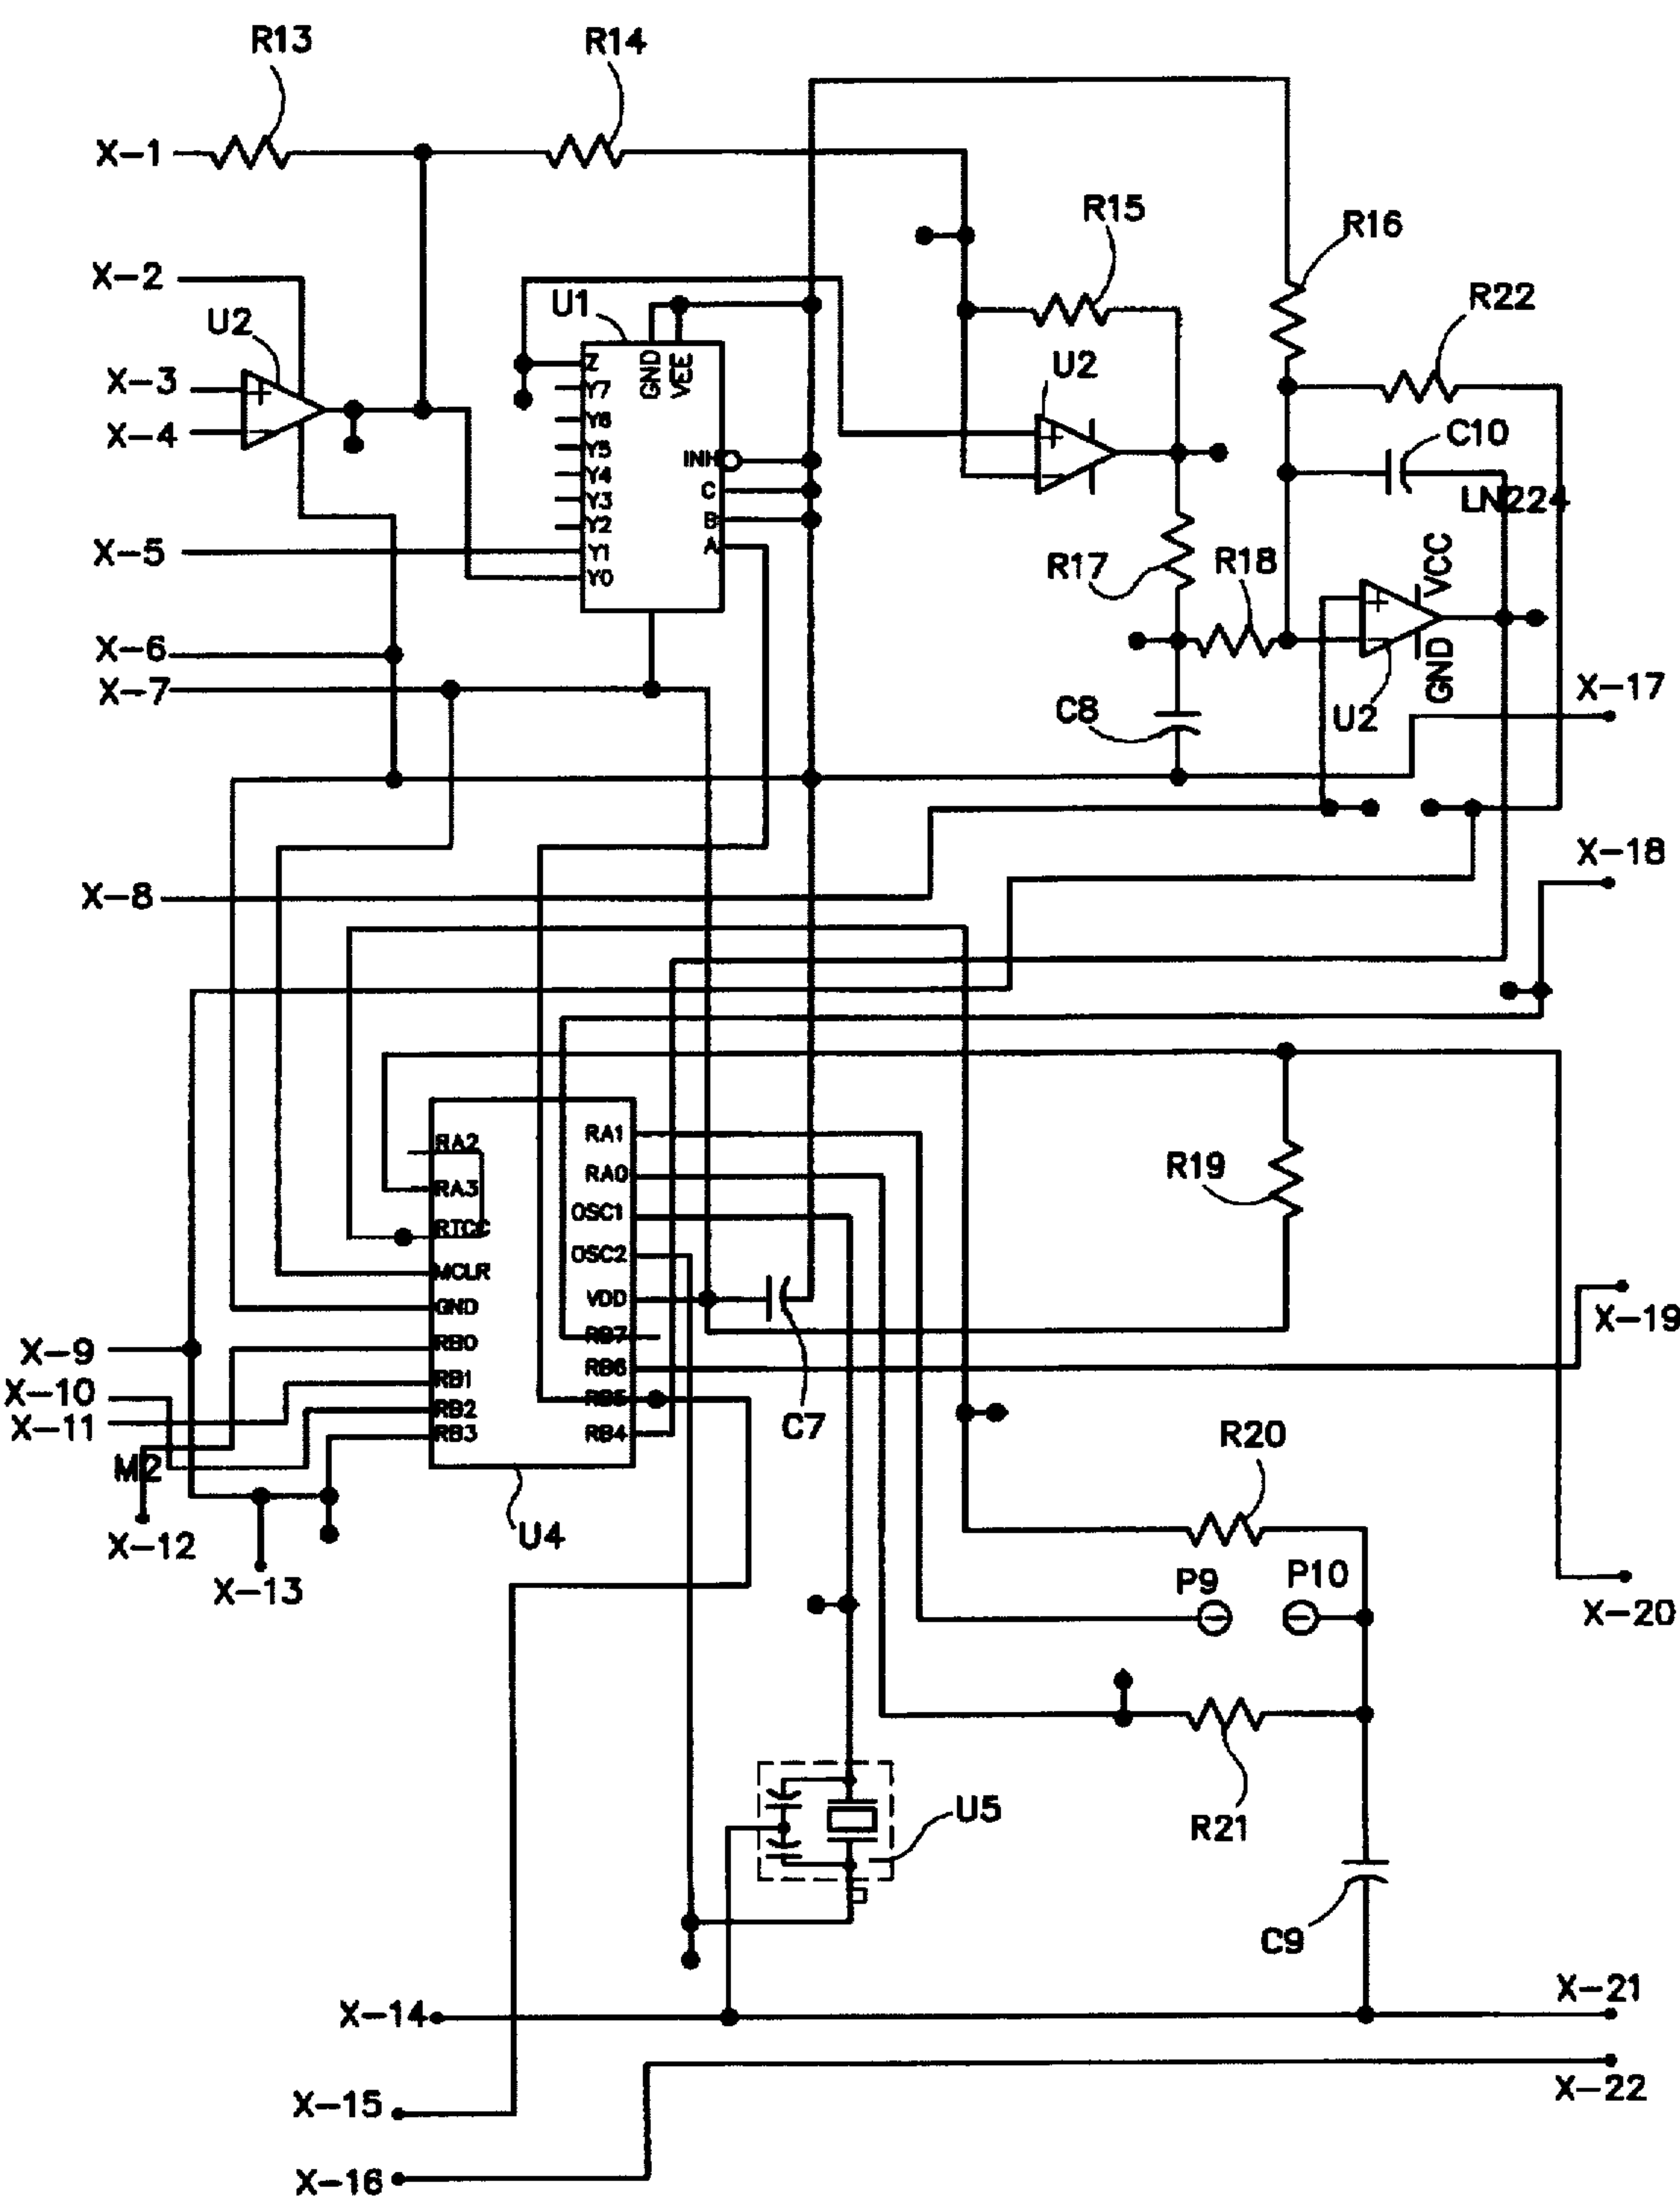 R13
R14
X-1
R15
R16
X-2
U2
U1
R22
X-3
X-4
Z
GND
VEE
U2
C10
Y7
Y6
Y5
Y4
Y3
Y2
Y1
Y0
INH
C
B
A
LN224
X-5
R17
R18
VCC
GND
X-6
X-7
C8
U2
X-17
X-8
X-18
RA2
RA3
RTCC
MCLR
GND
RB0
RB1
RB2
RB3
RA1
RA0
OSC1
OSC2
VDD
RB7
RB6
RB5
RB4
R19
X-19
X-9
X-10
X-11
M2
C7
R20
X-12
U4
X-13
P9
P10
X-20
U5
R21
C9
X-14
X-21
X-15
X-22
X-16